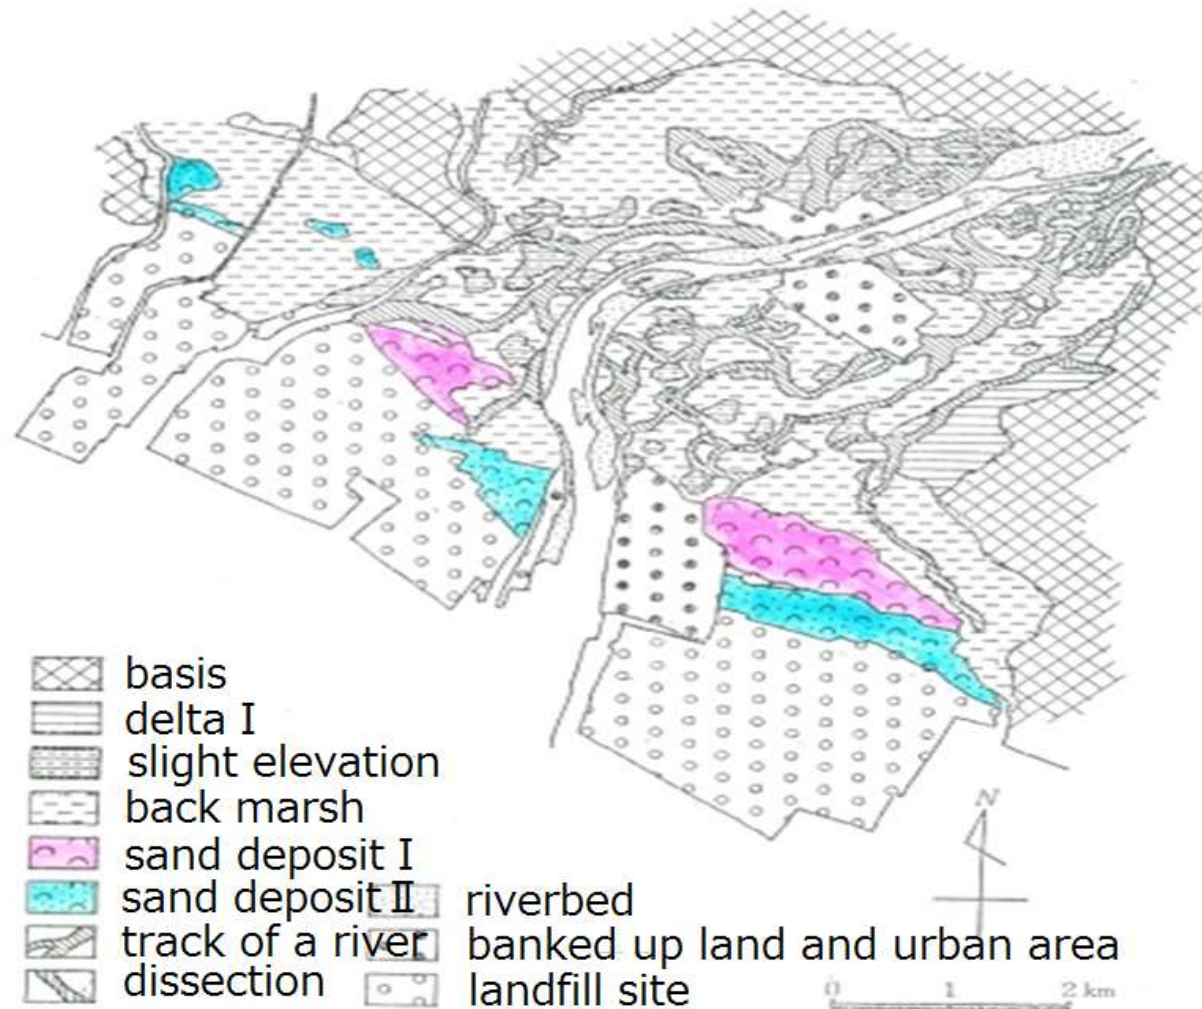 basis
delta I
slight elevation
back marsh
sand deposit I
sand deposit II
track of a river
dissection
riverbed
banked up land and urban area
landfill site
N
0 1 2 km